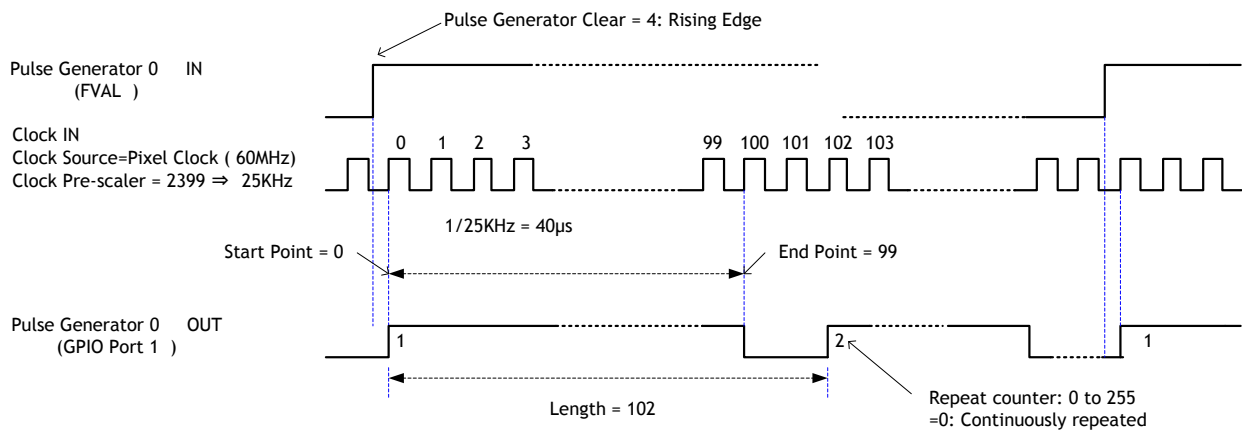 Pulse Generator Clear = 4: Rising Edge
Pulse Generator 0 IN
(FVAL )
Clock IN
Clock Source=Pixel Clock ( 60MHz)
Clock Pre-scaler = 2399 ⇒ 25KHz
0 1 2 3 99 100 101 102 103
1/25KHz = 40µs
Start Point = 0
End Point = 99
Pulse Generator 0 OUT
(GPIO Port 1 )
1 2 1
Length = 102
Repeat counter: 0 to 255
=0: Continuously repeated